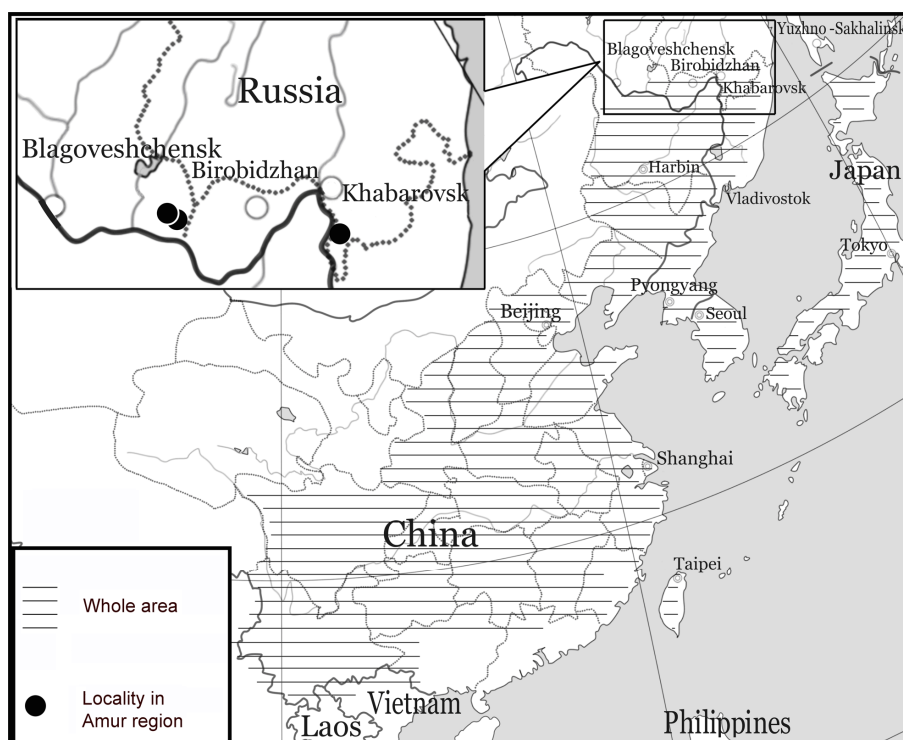 Russia
Blagoveshchensk
Birobidzhan
Khabarovsk
Yuzhno -Sakhalinsk
Blagoveshchensk
Birobidzhan
Khabarovsk
Harbin
Japan
Vladivostok
Tokyo
Pyongyang
Beijing
Seoul
Shanghai
China
Taipei
Whole area
Locality in
Amur region
Vietnam
Laos
Philippines